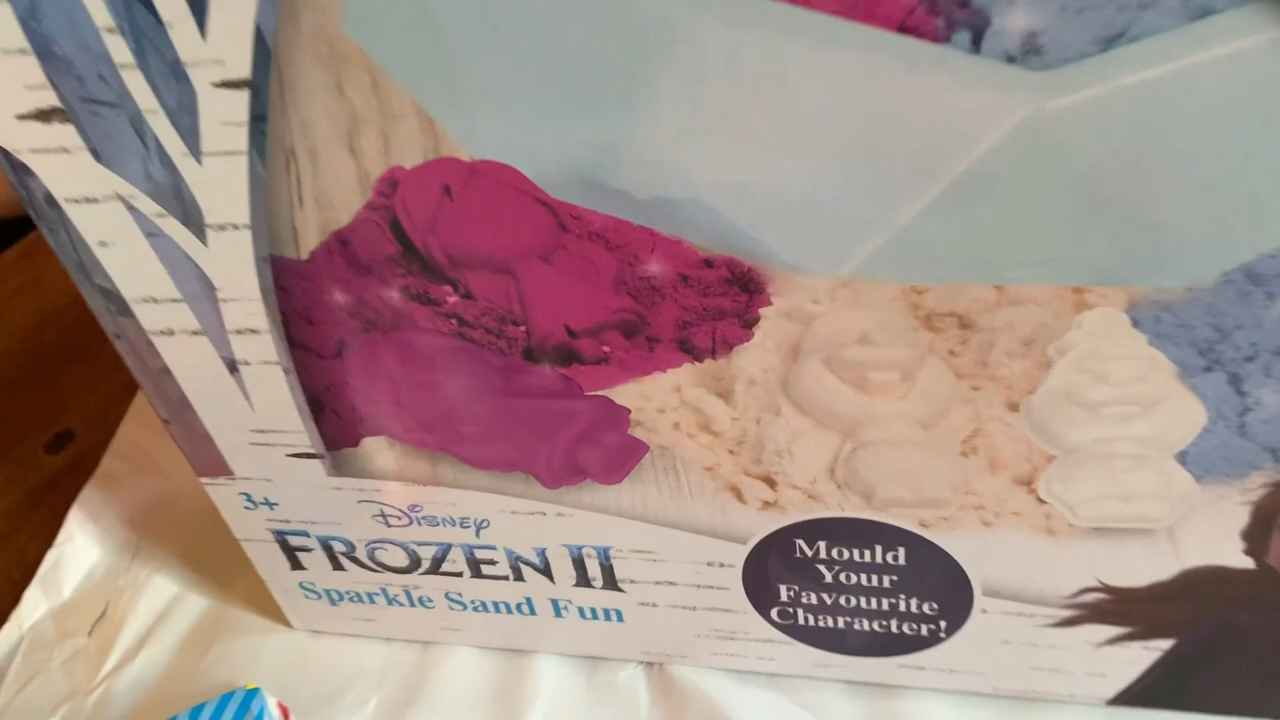 3+
Disney
FROZEN II
Sparkle Sand Fun
Mould
Your
Favourite
Character!